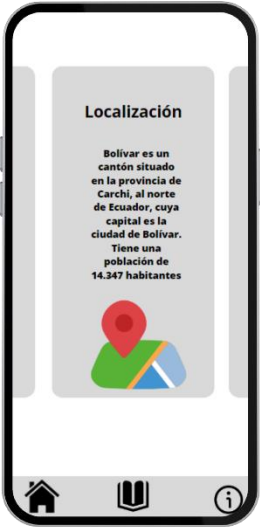 Localización
Bolívar es un
cantón situado
en la provincia de
Carchi, al norte
de Ecuador, cuya
capital es la
ciudad de Bolívar.
Tiene una
población de
14.347 habitantes